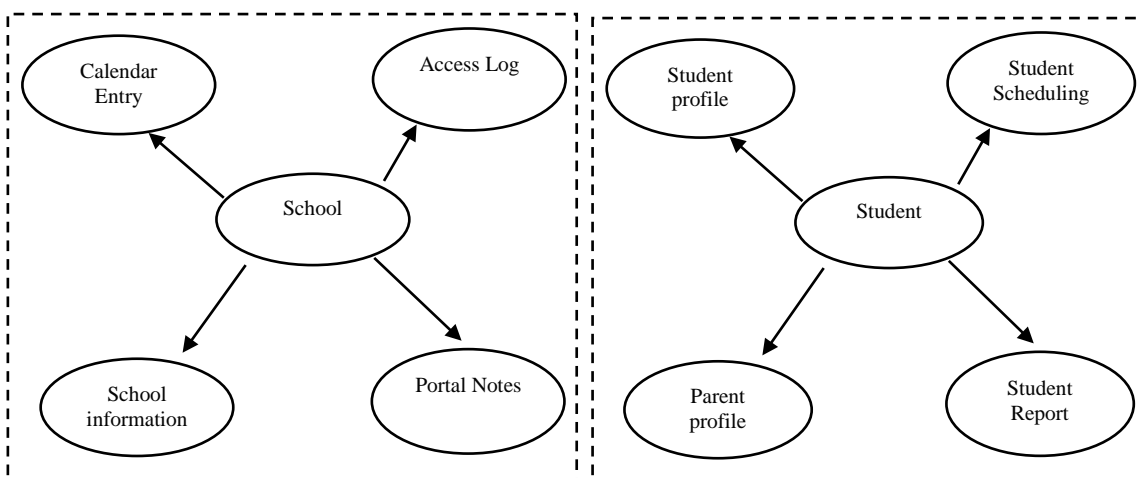 Calendar
Entry
Access Log
School
School
information
Portal Notes
Student
profile
Student
Scheduling
Student
Parent
profile
Student
Report